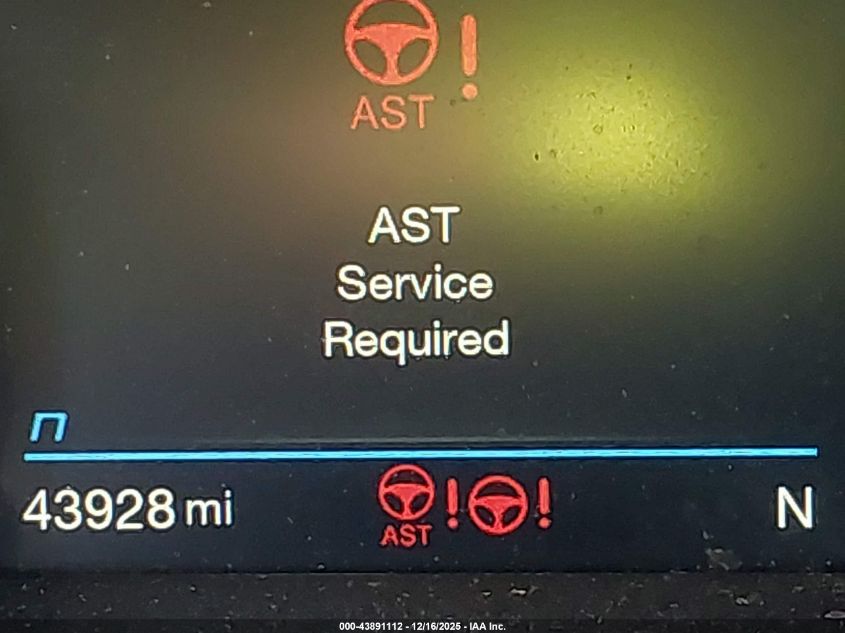 !
AST
AST
Service
Required
n
43928 mi
! !
AST
N
000-43891112 - 12/16/2025 - IAA Inc.